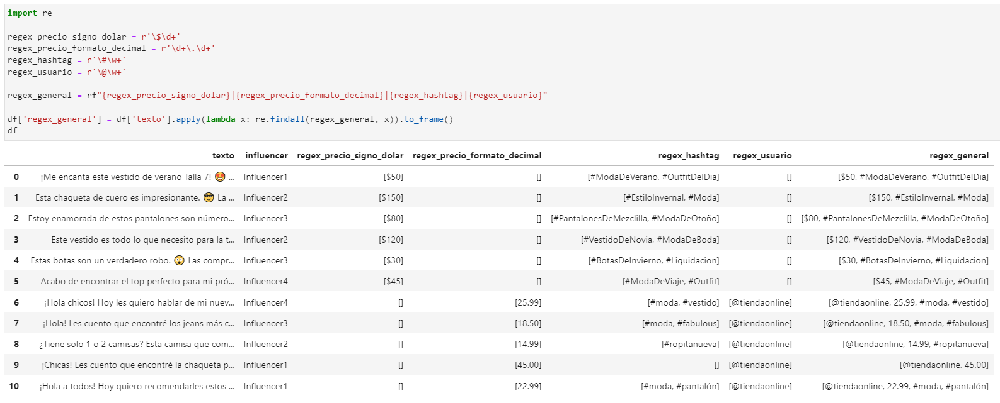 import re
regex_precio_signo_dolar = r'\$\d+'
regex_precio_formato_decimal = r'\d+\.\d+'
regex_hashtag = r'\#\w+'
regex_usuario = r'\@\w+'
regex_general = rf"{regex_precio_signo_dolar}|{regex_precio_formato_decimal}|{regex_hashtag}|{regex_usuario}"
df['regex_general'] = df['texto'].apply(lambda x: re.findall(regex_general, x)).to_frame()
df
texto influencer regex_precio_signo_dolar regex_precio_formato_decimal regex_hashtag regex_usuario regex_general
0 ¡Me encanta este vestido de verano Talla 7! 😍 ... Influencer1 [$50] [] [#ModaDeVerano, #OutfitDelDia] [] [$50, #ModaDeVerano, #OutfitDelDia]
1 Esta chaqueta de cuero es impresionante. 😎 La ... Influencer2 [$150] [] [#EstiloInvernal, #Moda] [] [$150, #EstiloInvernal, #Moda]
2 Estoy enamorada de estos pantalones son número... Influencer3 [$80] [] [#PantalonesDeMezclilla, #ModaDeOtoño] [] [$80, #PantalonesDeMezclilla, #ModaDeOtoño]
3 Este vestido es todo lo que necesito para la t... Influencer2 [$120] [] [#VestidoDeNovia, #ModaDeBoda] [] [$120, #VestidoDeNovia, #ModaDeBoda]
4 Estas botas son un verdadero robo. 😲 Las compr... Influencer3 [$30] [] [#BotasDeInvierno, #Liquidacion] [] [$30, #BotasDeInvierno, #Liquidacion]
5 Acabo de encontrar el top perfecto para mi pró... Influencer4 [$45] [] [#ModaDeViaje, #Outfit] [] [$45, #ModaDeViaje, #Outfit]
6 ¡Hola chicos! Hoy les quiero hablar de mi nuev... Influencer4 [] [25.99] [#moda, #vestido] [@tiendaonline] [@tiendaonline, 25.99, #moda, #vestido]
7 ¡Hola! Les cuento que encontré los jeans más c... Influencer3 [] [18.50] [#moda, #fabulous] [@tiendaonline] [@tiendaonline, 18.50, #moda, #fabulous]
8 ¿Tiene solo 1 o 2 camisas? Esta camisa que com... Influencer2 [] [14.99] [#ropitanueva] [@tiendaonline] [@tiendaonline, 14.99, #ropitanueva]
9 ¡Chicas! Les cuento que encontré la chaqueta p... Influencer1 [] [45.00] [] [@tiendaonline] [@tiendaonline, 45.00]
10 ¡Hola a todos! Hoy quiero recomendarles estos ... Influencer1 [] [22.99] [#moda, #pantalón] [@tiendaonline] [@tiendaonline, 22.99, #moda, #pantalón]